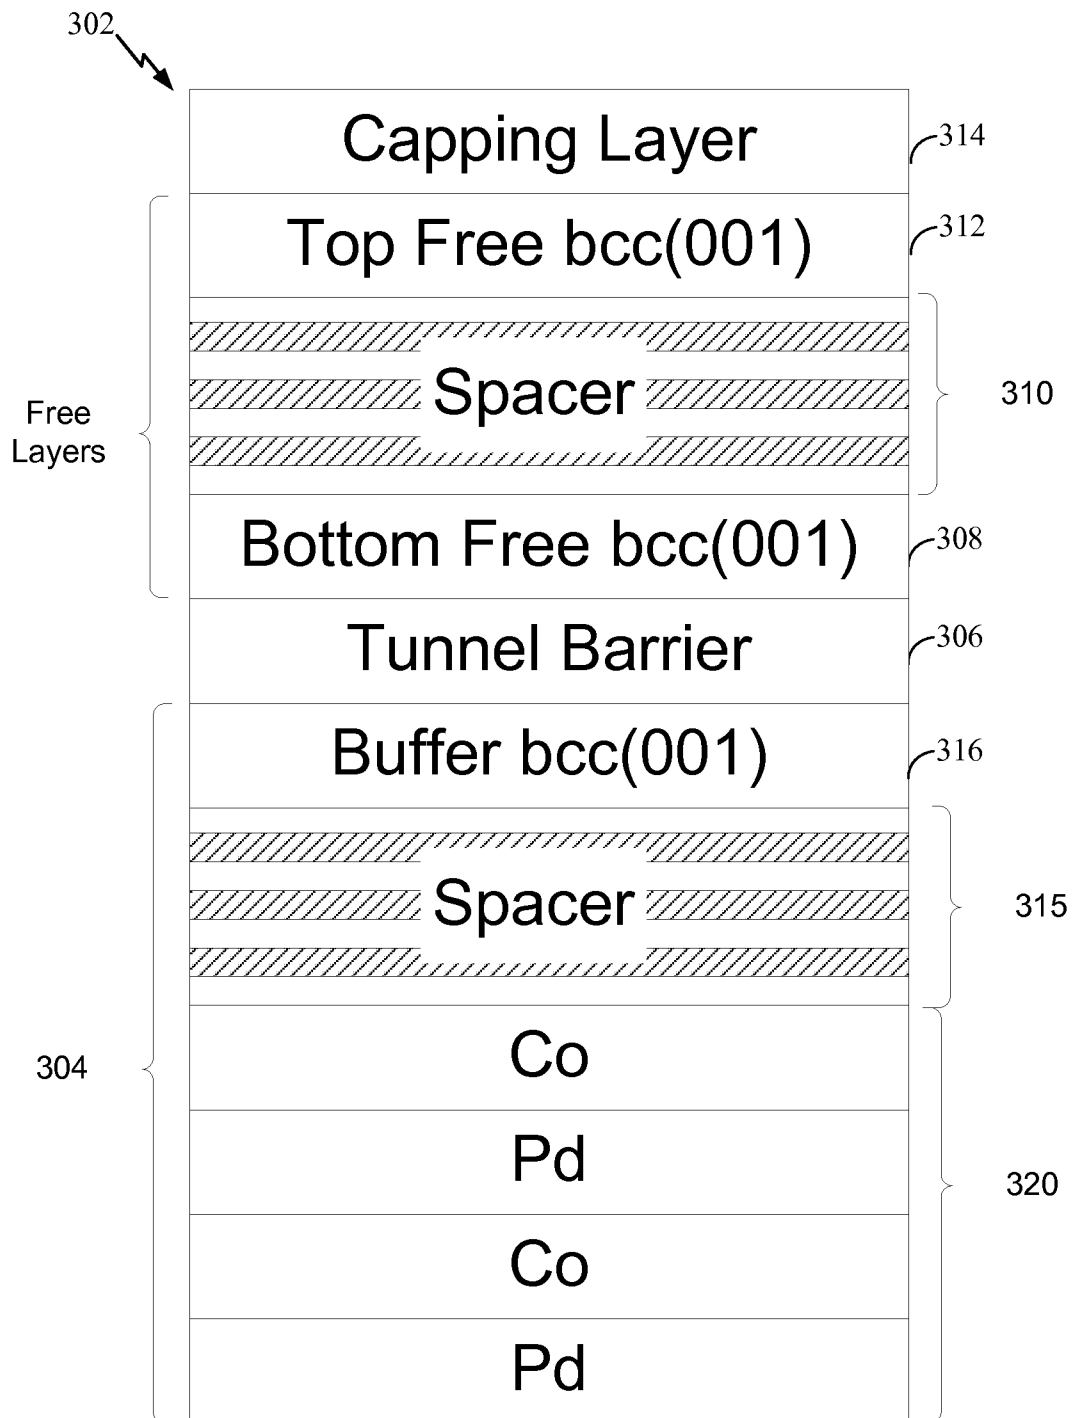 302
Capping Layer
314
Top Free bcc(001)
312
Spacer
310
Free
Layers
Bottom Free bcc(001)
308
Tunnel Barrier
306
Buffer bcc(001)
316
Spacer
315
Co
304
Pd
320
Co
Pd